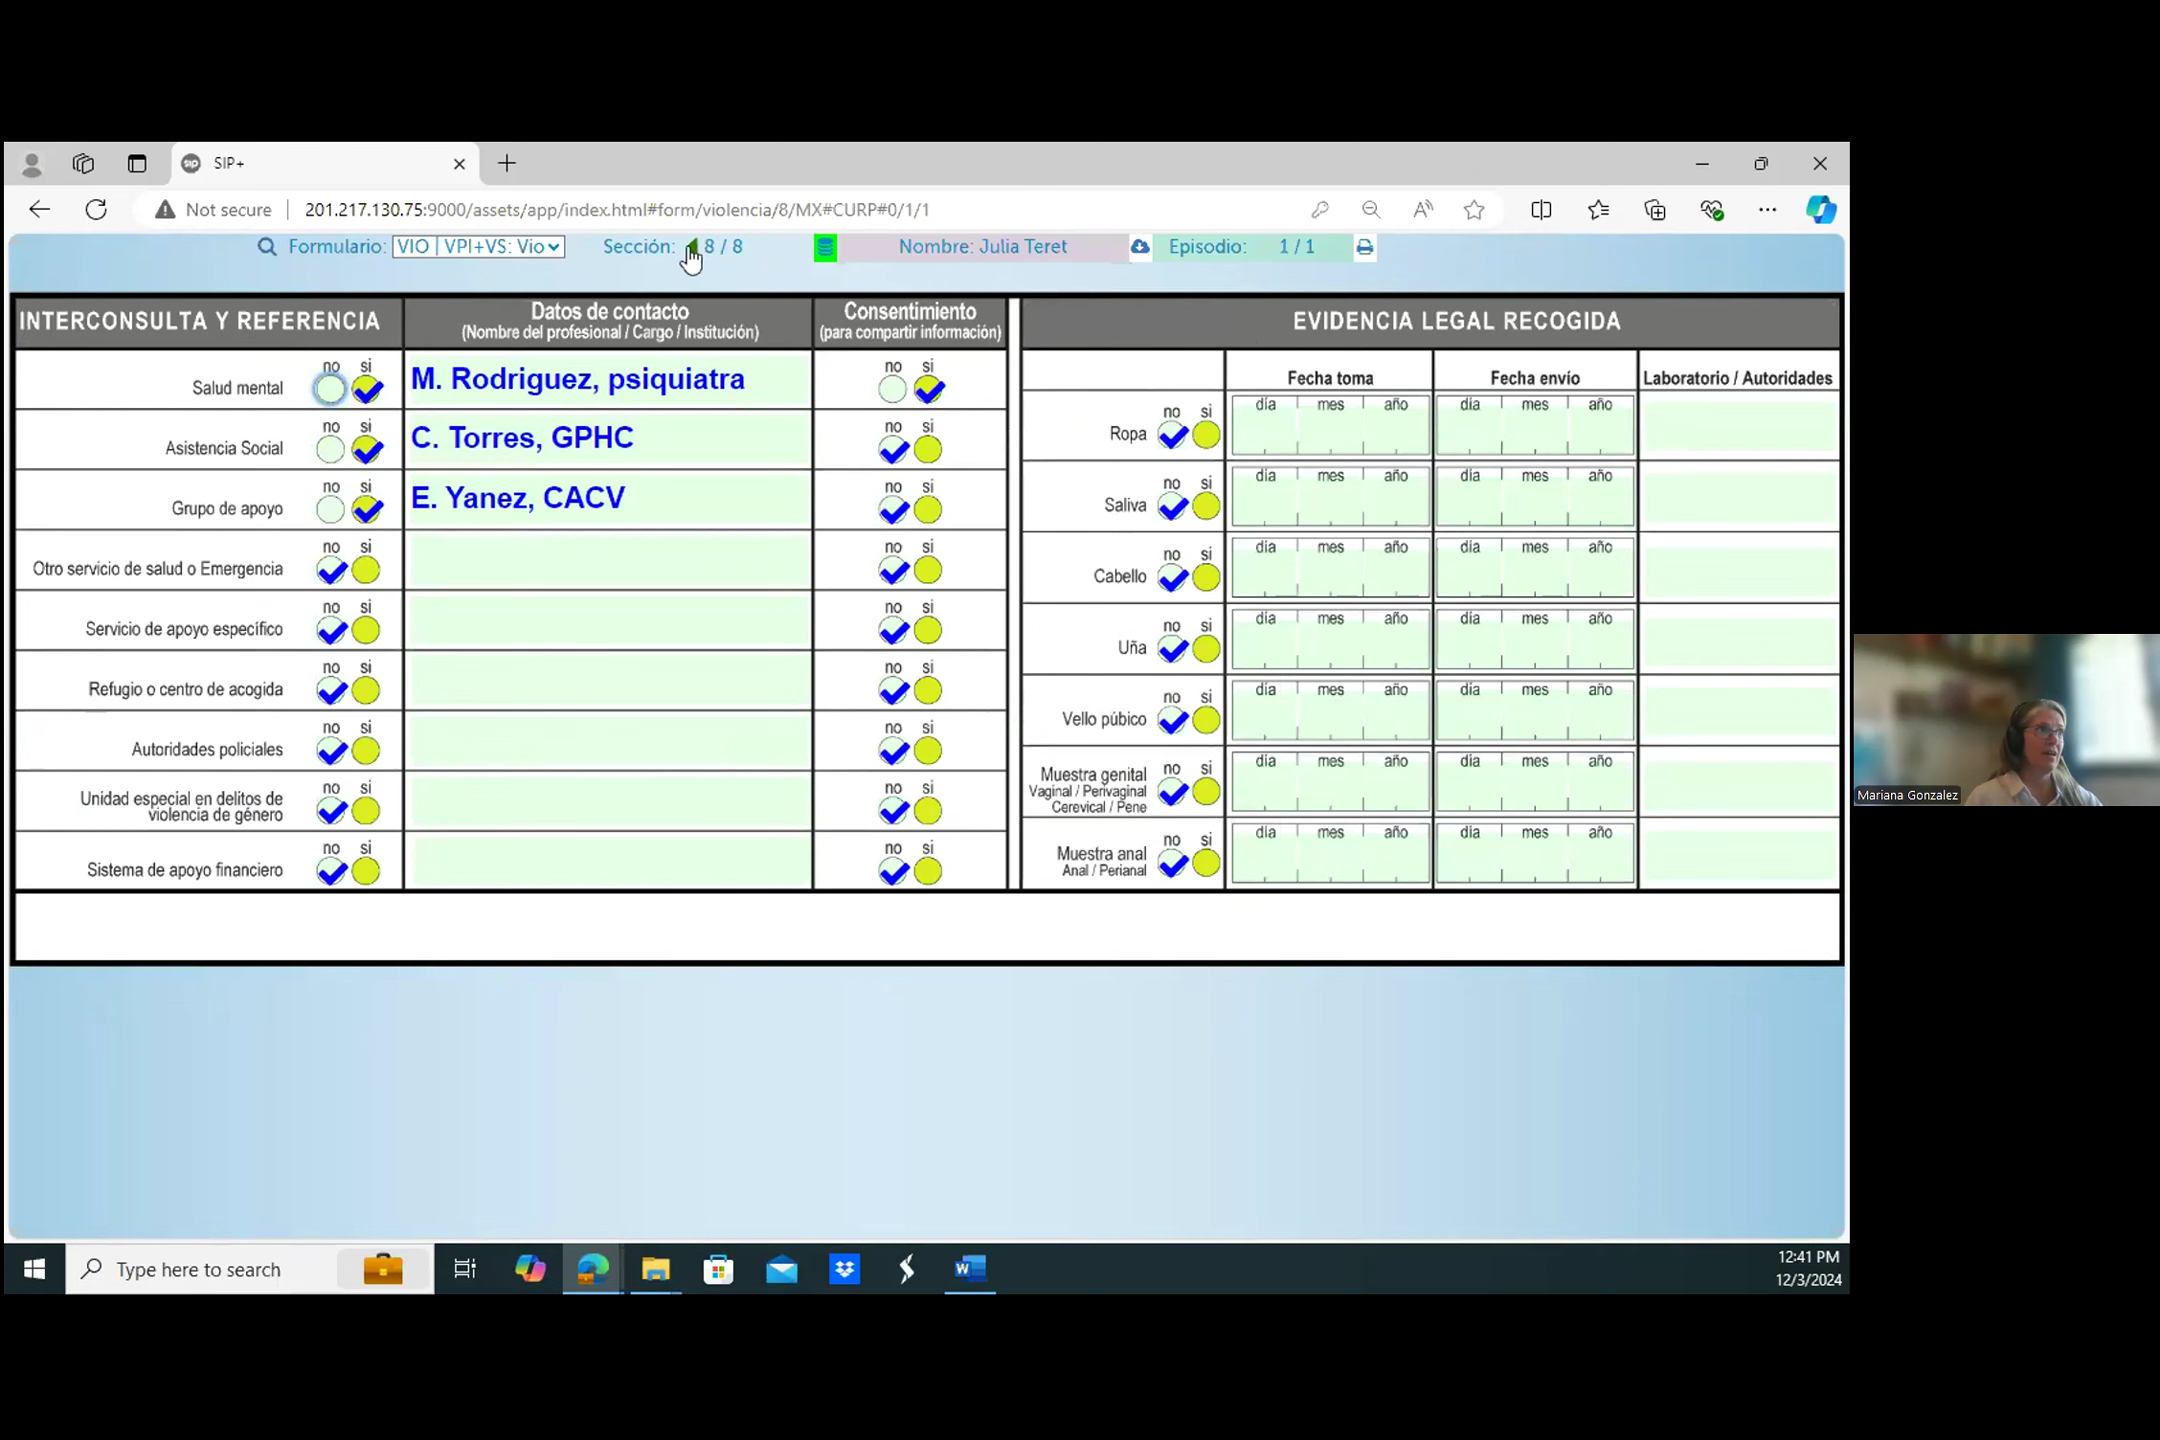 SIP+
Not secure 201.217.130.75:9000/assets/app/index.html#form/violencia/8/MX#CURP#0/1/1
Formulario: VIO | VPI+VS: Vio Sección: 8 / 8 Nombre: Julia Teret Episodio: 1 / 1
INTERCONSULTA Y REFERENCIA
Datos de contacto
(Nombre del profesional / Cargo / Institución)
Consentimiento
(para compartir información)
no si
Salud mental
M. Rodriguez, psiquiatra
no si
no si
Asistencia Social
C. Torres, GPHC
no si
no si
Grupo de apoyo
E. Yanez, CACV
no si
no si
Otro servicio de salud o Emergencia
no si
no si
Servicio de apoyo específico
no si
no si
Refugio o centro de acogida
no si
no si
Autoridades policiales
no si
no si
Unidad especial en delitos de
violencia de género
no si
no si
Sistema de apoyo financiero
no si
EVIDENCIA LEGAL RECOGIDA
Fecha toma Fecha envío Laboratorio / Autoridades
no si día mes año día mes año
Ropa
no si día mes año día mes año
Saliva
no si día mes año día mes año
Cabello
no si día mes año día mes año
Uña
no si día mes año día mes año
Vello púbico
no si día mes año día mes año
Muestra genital
Vaginal / Perivaginal
Cerevical / Pene
no si día mes año día mes año
Muestra anal
Anal / Perianal
Mariana Gonzalez
Type here to search
12:41 PM
12/3/2024